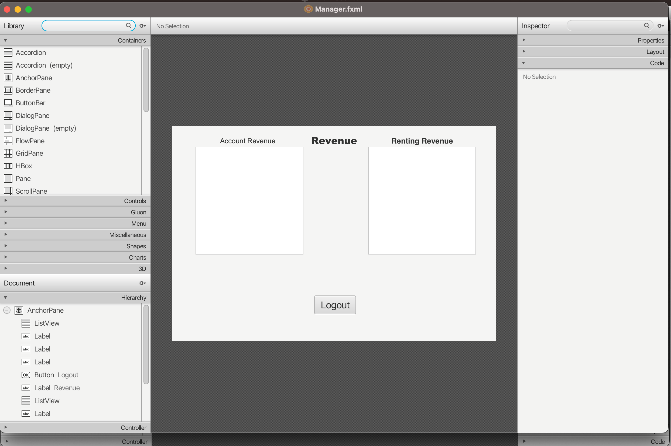 Manager.fxml
Library
No Selection
Inspector
Containers
Accordion
Accordion (empty)
AnchorPane
BorderPane
ButtonBar
DialogPane
DialogPane (empty)
FlowPane
GridPane
HBox
Pane
ScrollPane
Controls
Gluon
Menu
Miscellaneous
Shapes
Charts
3D
Document
Hierarchy
AnchorPane
ListView
Label
Label
Label
Button Logout
Label Revenue
ListView
Label
Controller
Controller
Account Revenue
Revenue
Renting Revenue
Logout
Properties
Layout
Code
No Selection
Code